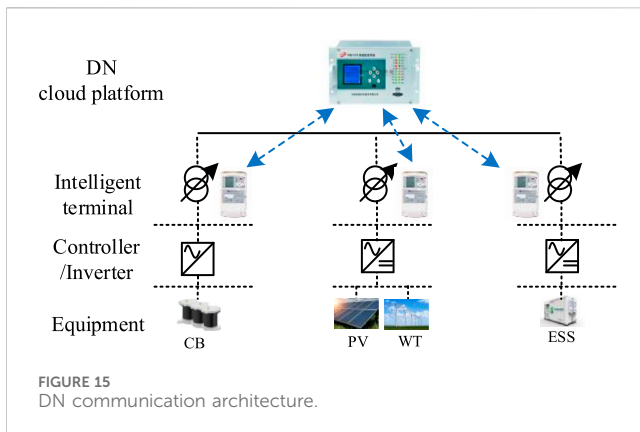 DN
cloud platform
Intelligent
terminal
Controller
/Inverter
Equipment
CB
PV
WT
ESS
FIGURE 15
DN communication architecture.